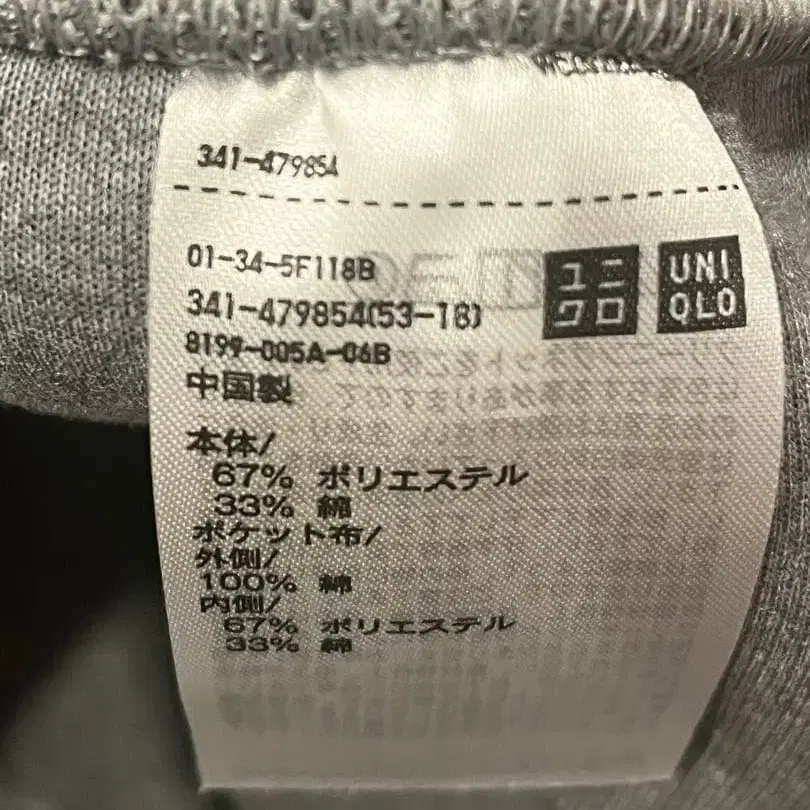 341-479854
01-34-5F118B
341-479854(53-18)
8199-005A-06B
中国製
ユニ
クロ
UNI
QLO
本体/
67% ポリエステル
33% 綿
ポケット布/
外側/
100% 綿
内側/
67% ポリエステル
33% 綿